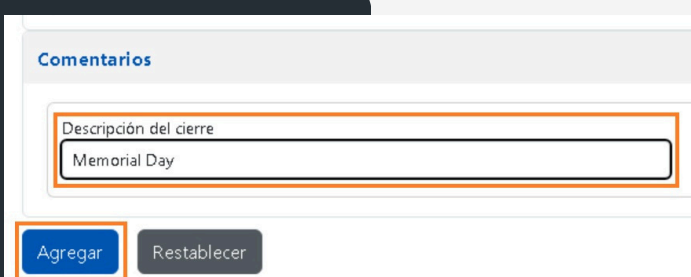 Comentarios
Descripción del cierre
Memorial Day
Agregar
Restablecer